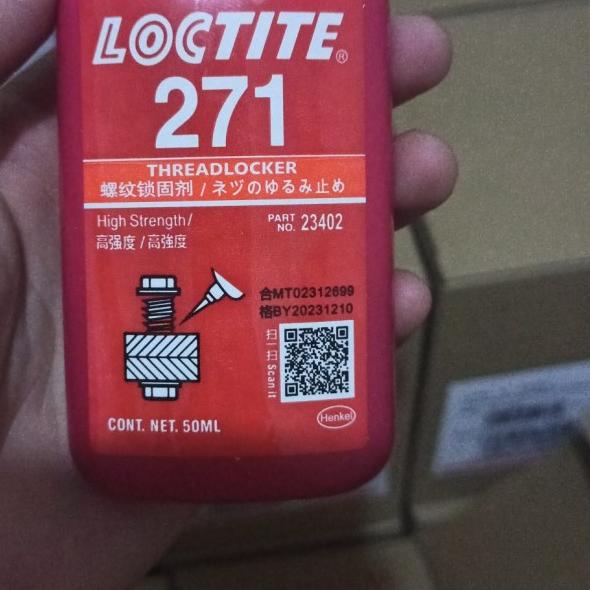 LOCTITE®
271
THREADLOCKER
螺纹锁固剂 / ネヅのゆるみ止め
High Strength/
高强度 / 高強度
PART NO. 23402
合MT02312699
格BY20231210
扫一扫 Scan it
CONT. NET. 50ML
Henkel